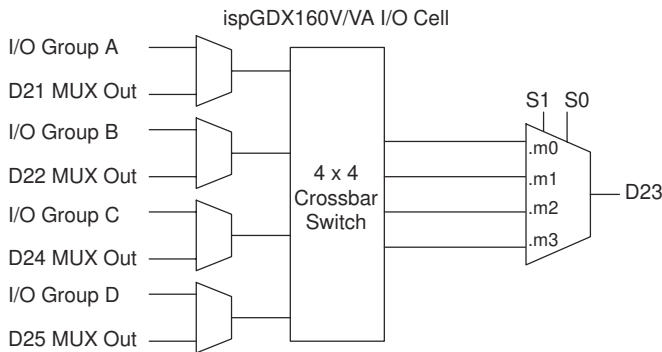 ispGDX160V/VA I/O Cell
I/O Group A
D21 MUX Out
I/O Group B
D22 MUX Out
I/O Group C
D24 MUX Out
I/O Group D
D25 MUX Out
4 x 4
Crossbar
Switch
S1 S0
.m0
.m1
.m2
.m3
D23